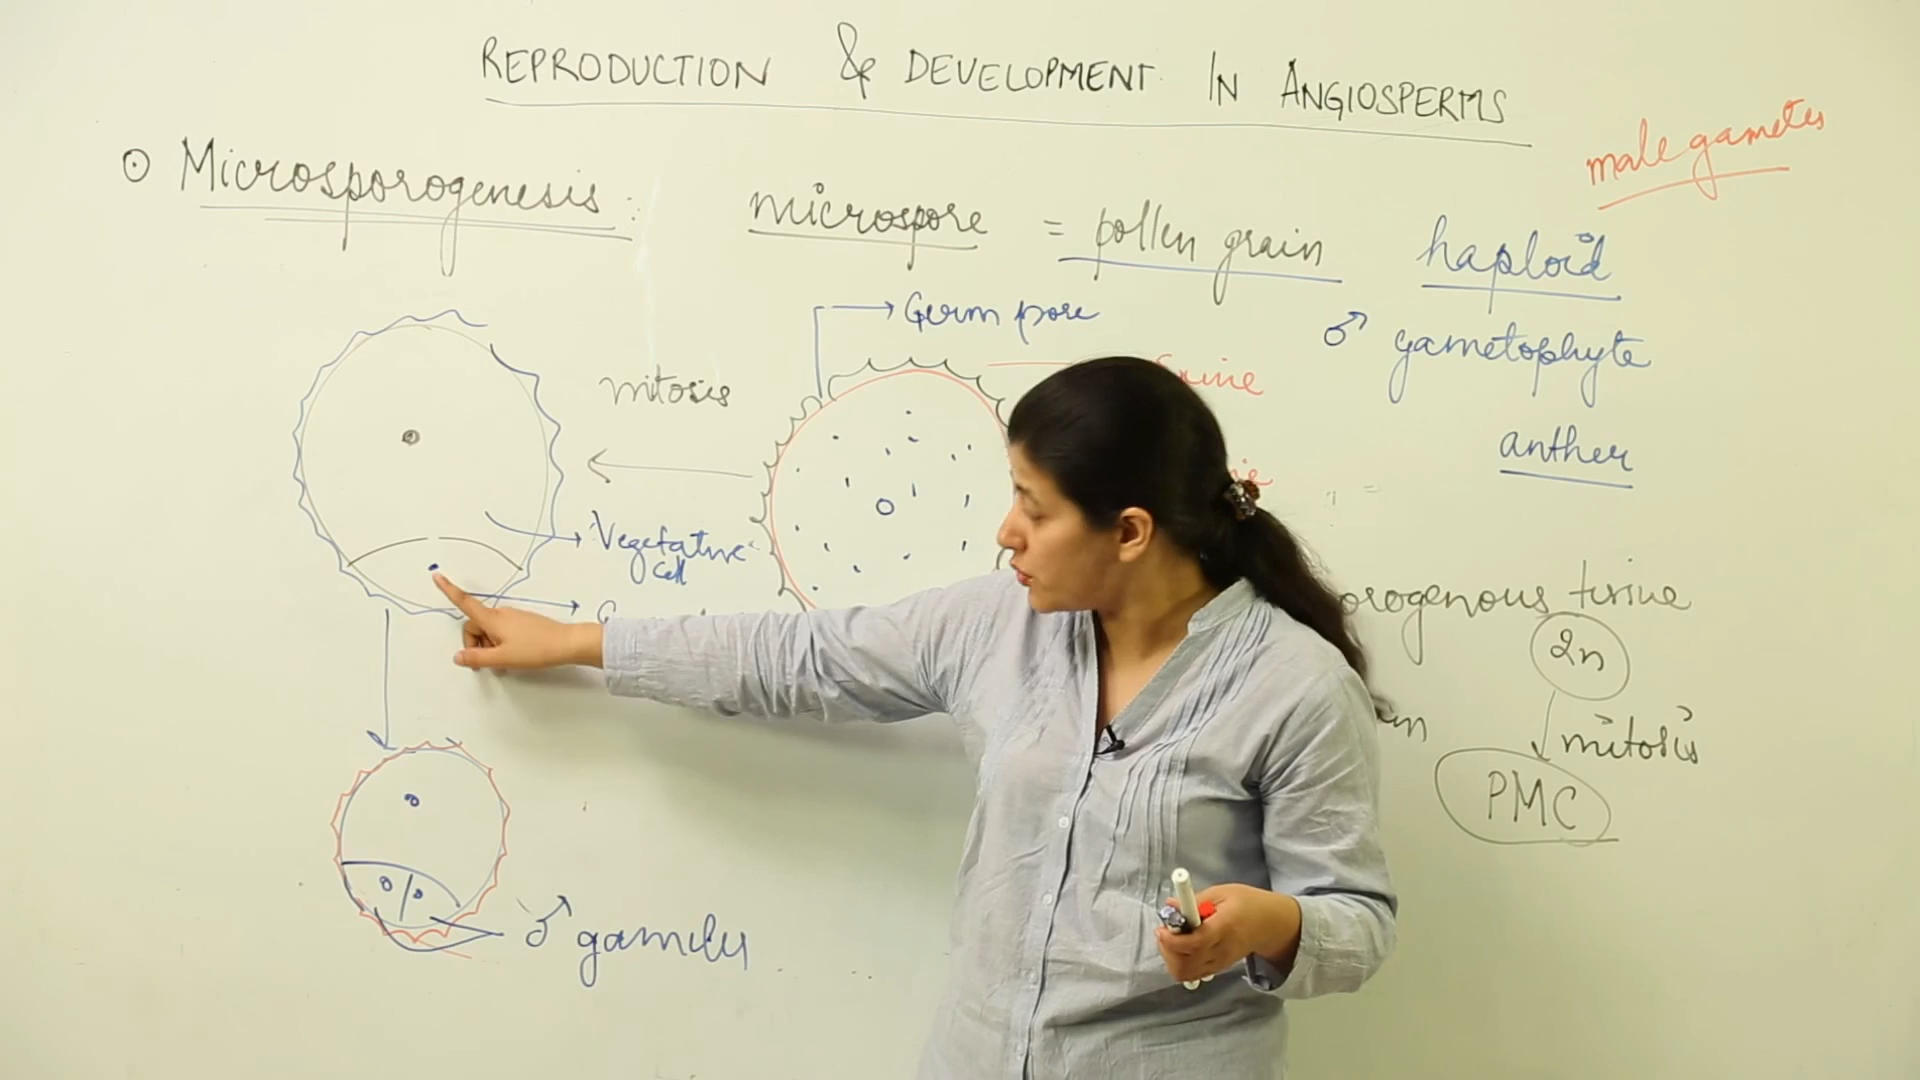 REPRODUCTION & DEVELOPMENT IN ANGIOSPERMS
male gametes
⊙ Microsporogenesis :
microspore = pollen grain
haploid
♂ gametophyte
anther
Germ pore
mitosis
Vegetative
cell
tissue
2n
mitosis
PMC
♂ gametes